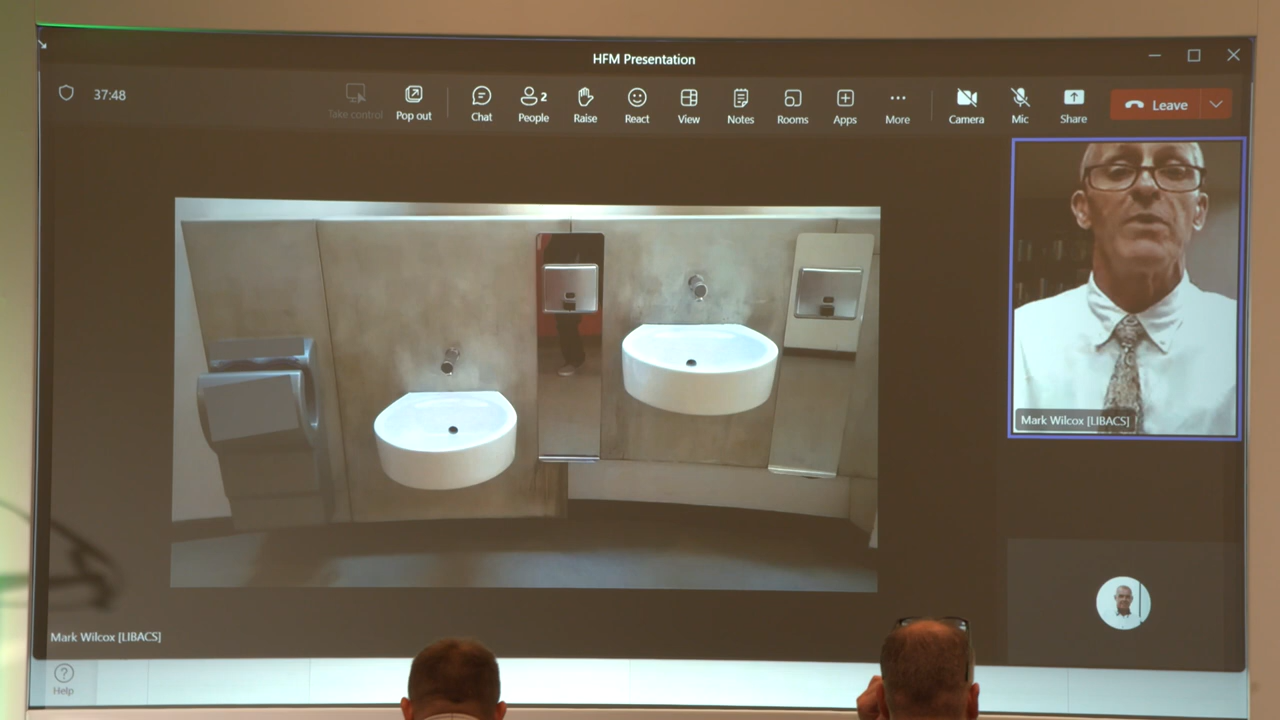 HFM Presentation
37:48
Take control
Pop out
Chat
People
2
Raise
React
View
Notes
Rooms
Apps
More
Camera
Mic
Share
Leave
Mark Wilcox [LIBACS]
Mark Wilcox [LIBACS]
?
Help